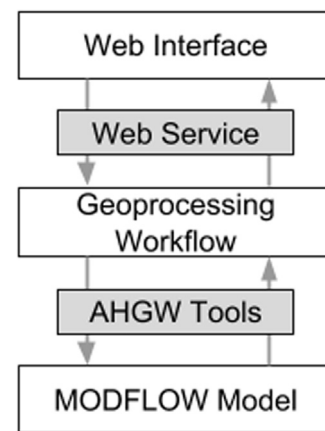 Web Interface
Web Service
Geoprocessing
Workflow
AHGW Tools
MODFLOW Model